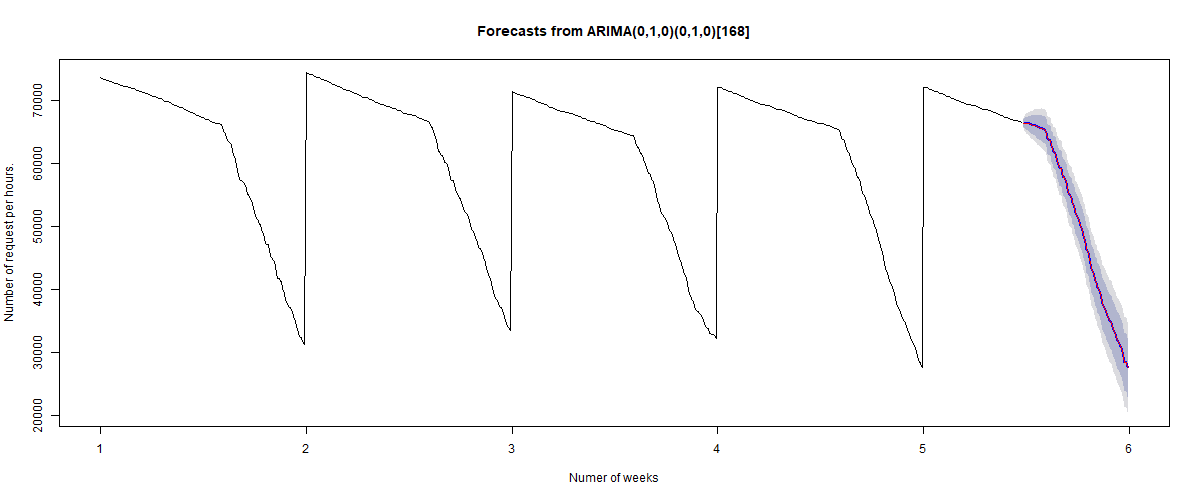 Forecasts from ARIMA(0,1,0)(0,1,0)[168]
Number of request per hours.
70000
60000
50000
40000
30000
20000
1 2 3 4 5 6
Numer of weeks